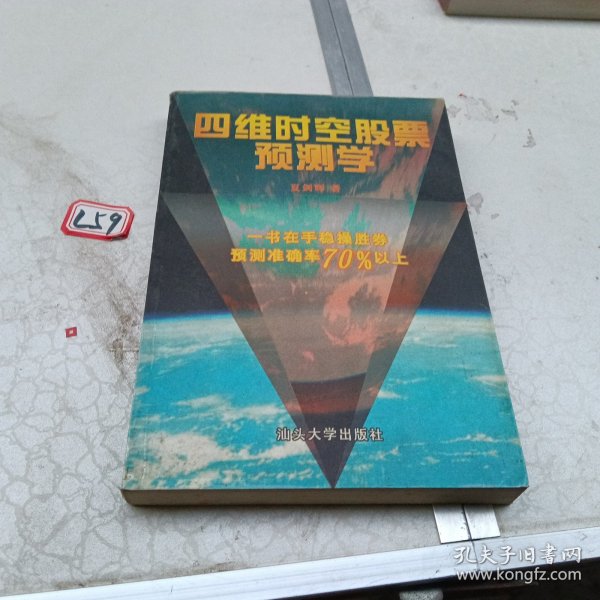 四维时空股票
预测学
著
一书在手稳操胜券
预测准确率70%以上
汕头大学出版社
L59
孔夫子旧书网
www.kongfz.com